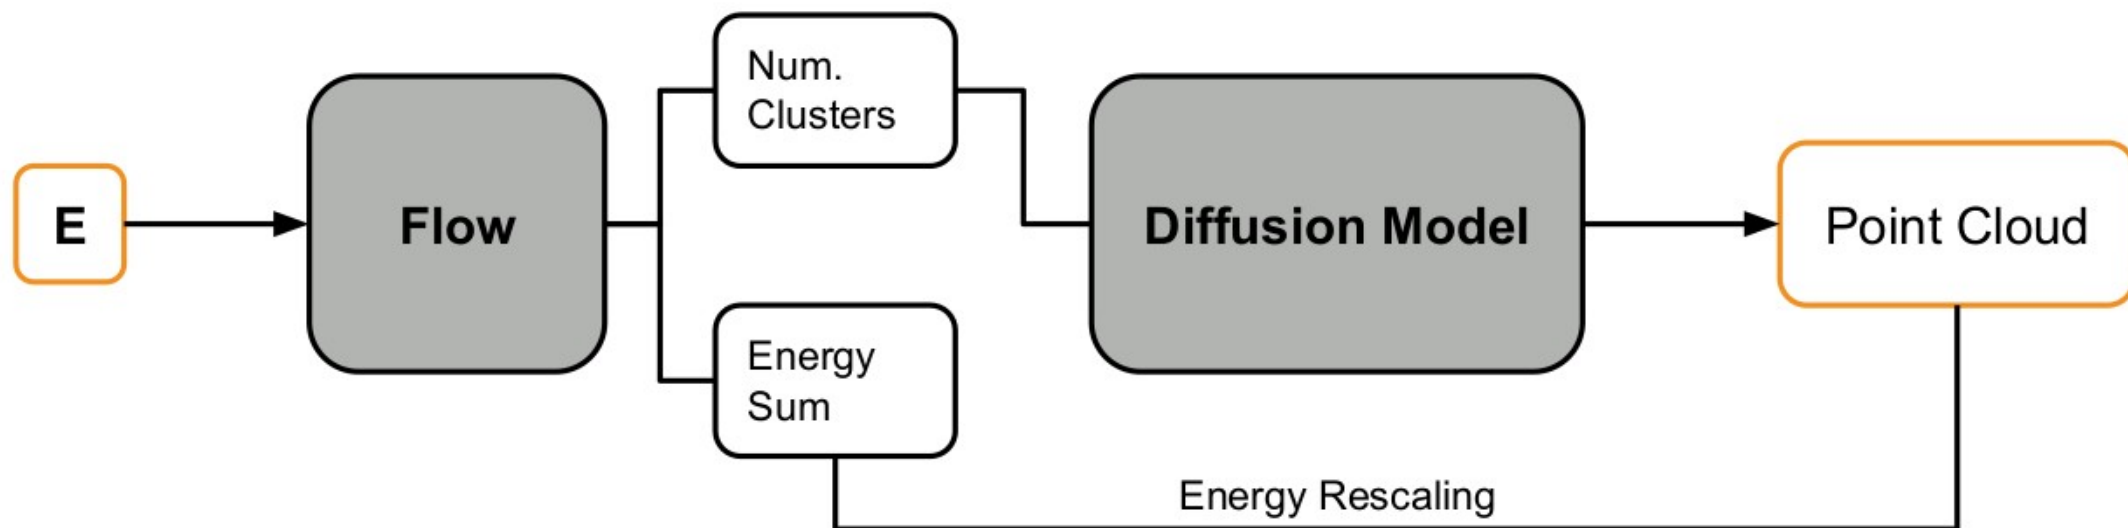 E
Flow
Num.
Clusters
Energy
Sum
Diffusion Model
Point Cloud
Energy Rescaling